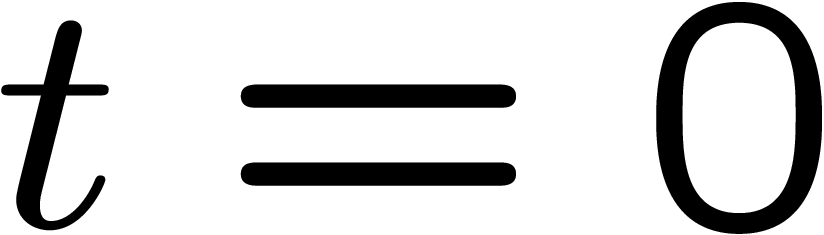 t = 0